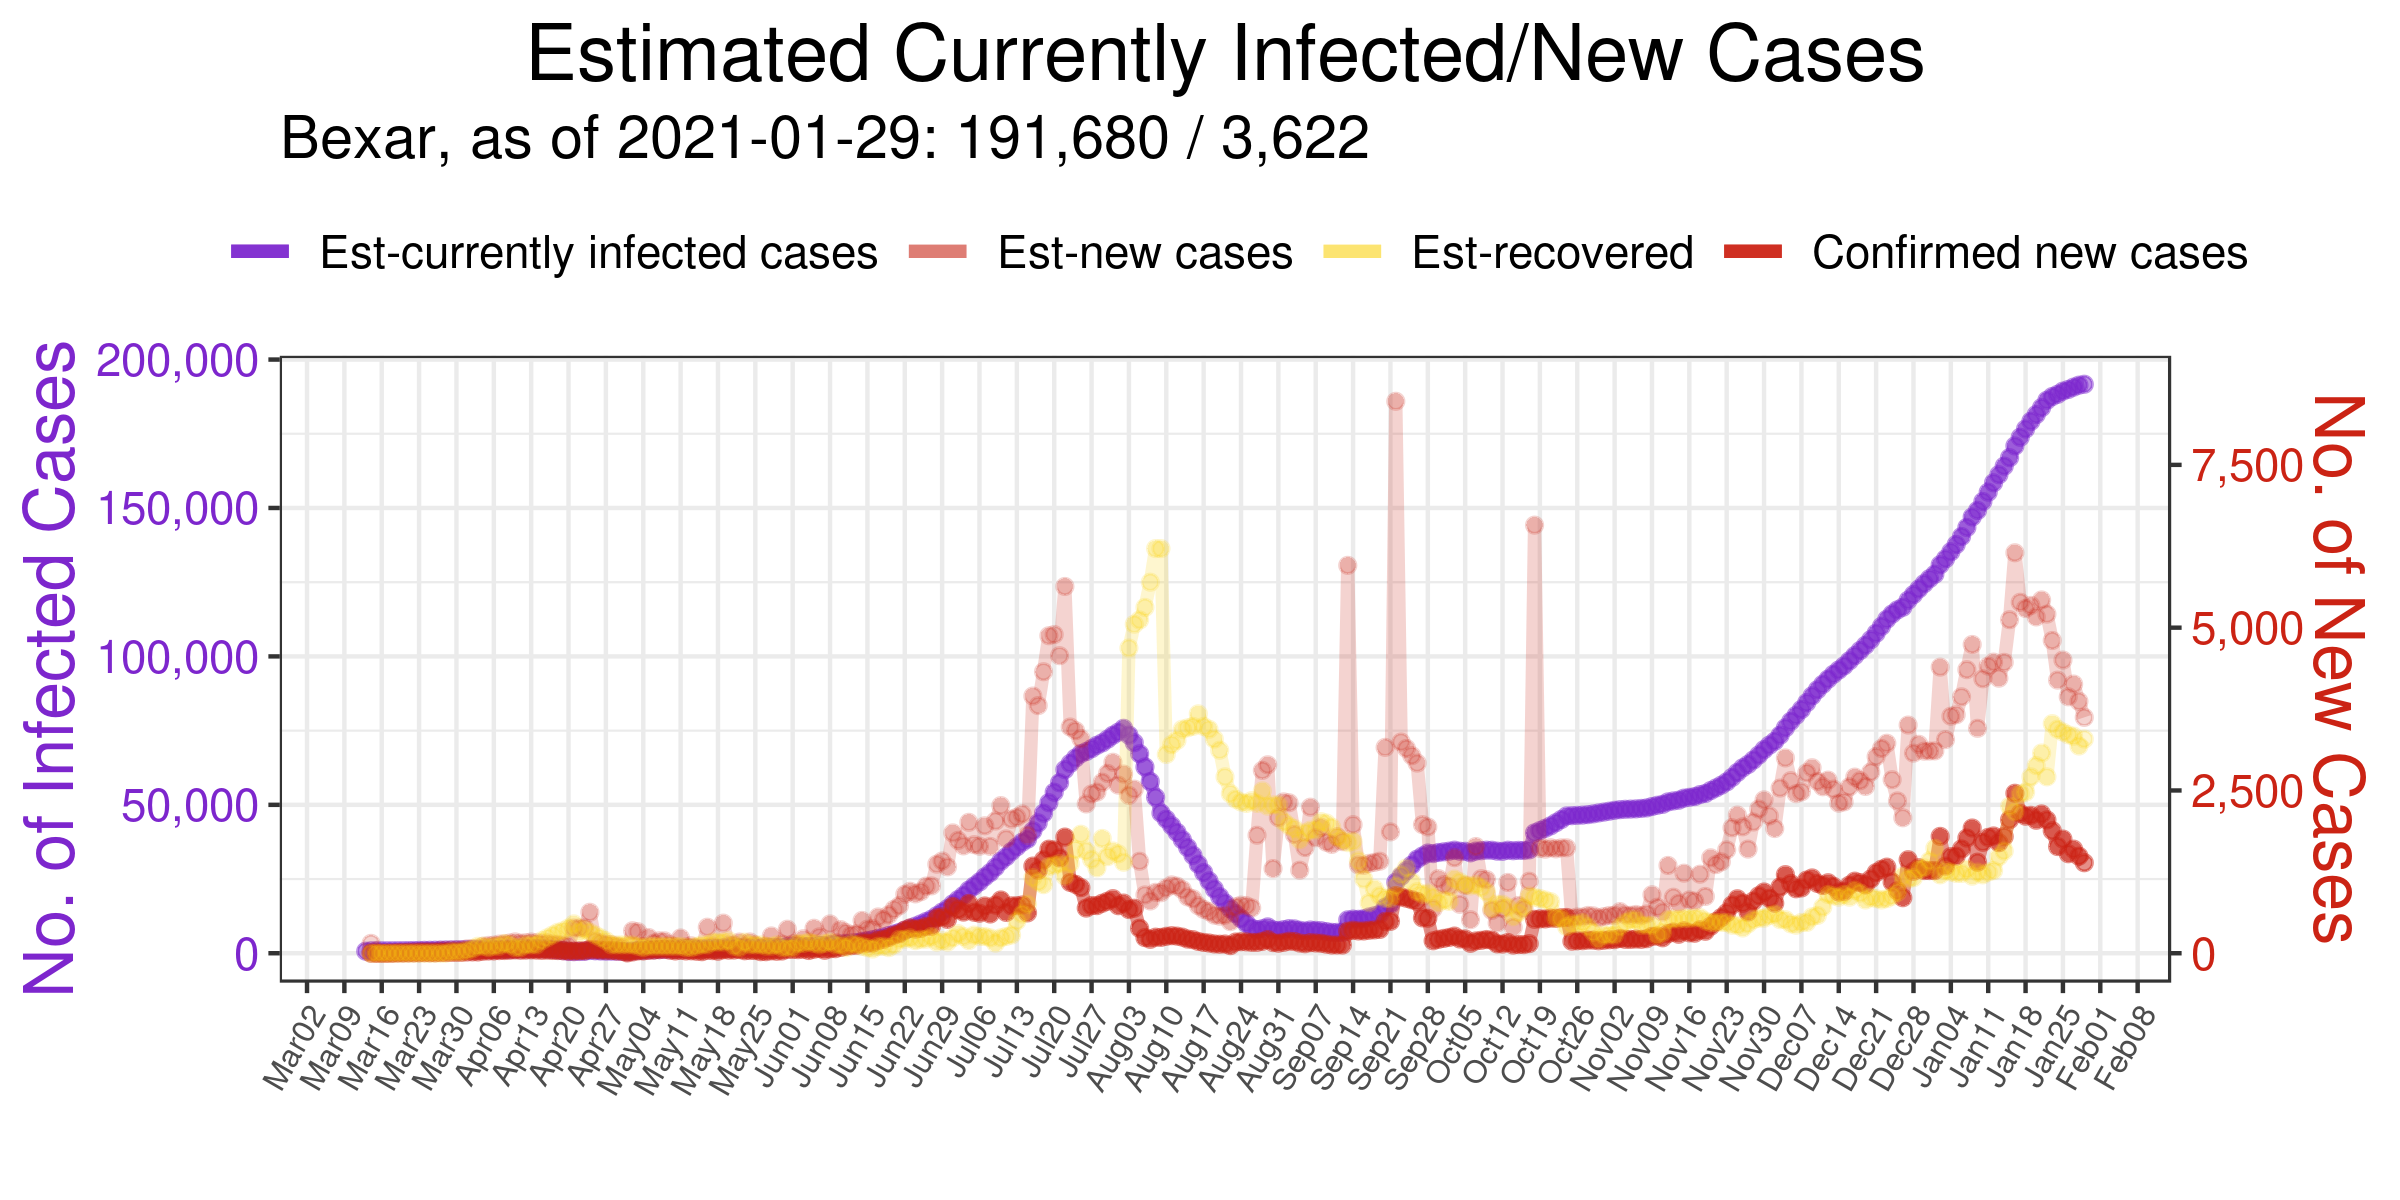 Estimated Currently Infected/New Cases
Bexar, as of 2021-01-29: 191,680 / 3,622
Est-currently infected cases Est-new cases Est-recovered Confirmed new cases
No. of Infected Cases
200,000
150,000
100,000
50,000
0
7,500
5,000
2,500
0
No. of New Cases
Mar02 Mar09 Mar16 Mar23 Mar30 Apr06 Apr13 Apr20 Apr27 May04 May11 May18 May25 Jun01 Jun08 Jun15 Jun22 Jun29 Jul06 Jul13 Jul20 Jul27 Aug03 Aug10 Aug17 Aug24 Aug31 Sep07 Sep14 Sep21 Sep28 Oct05 Oct12 Oct19 Oct26 Nov02 Nov09 Nov16 Nov23 Nov30 Dec07 Dec14 Dec21 Dec28 Jan04 Jan11 Jan18 Jan25 Feb01 Feb08